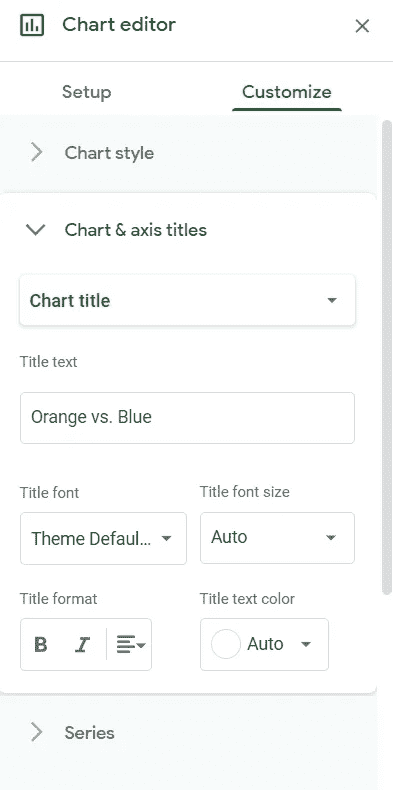 Chart editor
Setup
Customize
Chart style
Chart & axis titles
Chart title
Title text
Orange vs. Blue
Title font
Title font size
Theme Defaul...
Auto
Title format
Title text color
B I
Auto
Series